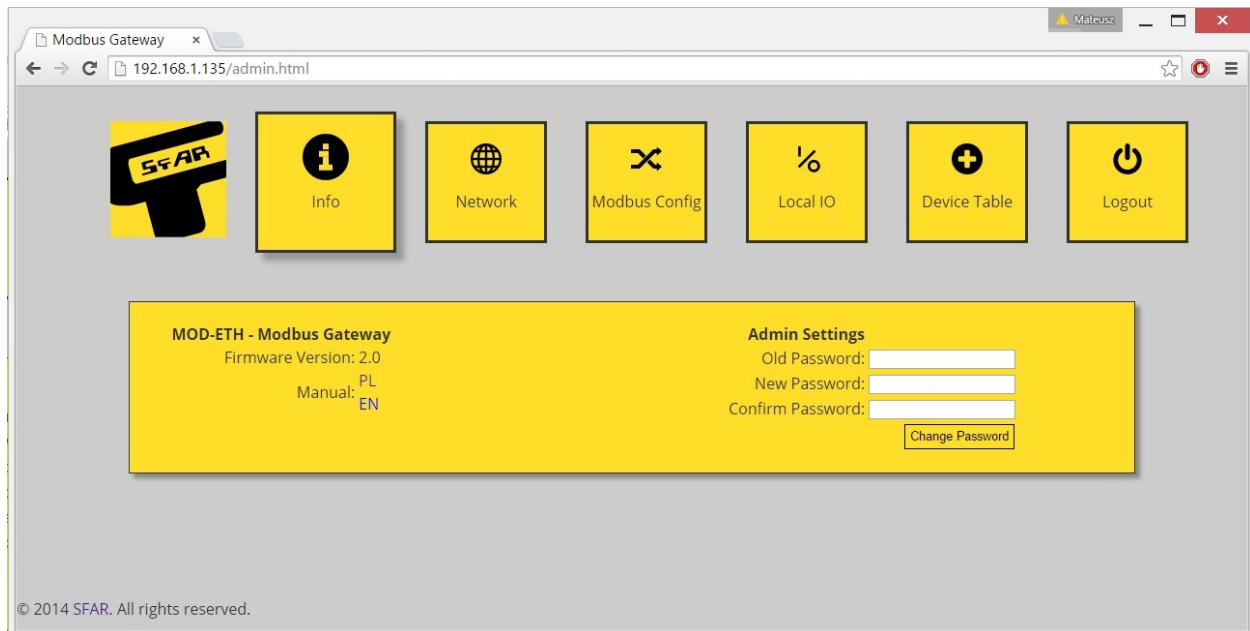 Mateusz
Modbus Gateway
192.168.1.135/admin.html
SFAR
Info
Network
Modbus Config
I/O
Local IO
Device Table
Logout
MOD-ETH - Modbus Gateway
Firmware Version: 2.0
Manual: PL
EN
Admin Settings
Old Password:
New Password:
Confirm Password:
Change Password
© 2014 SFAR. All rights reserved.